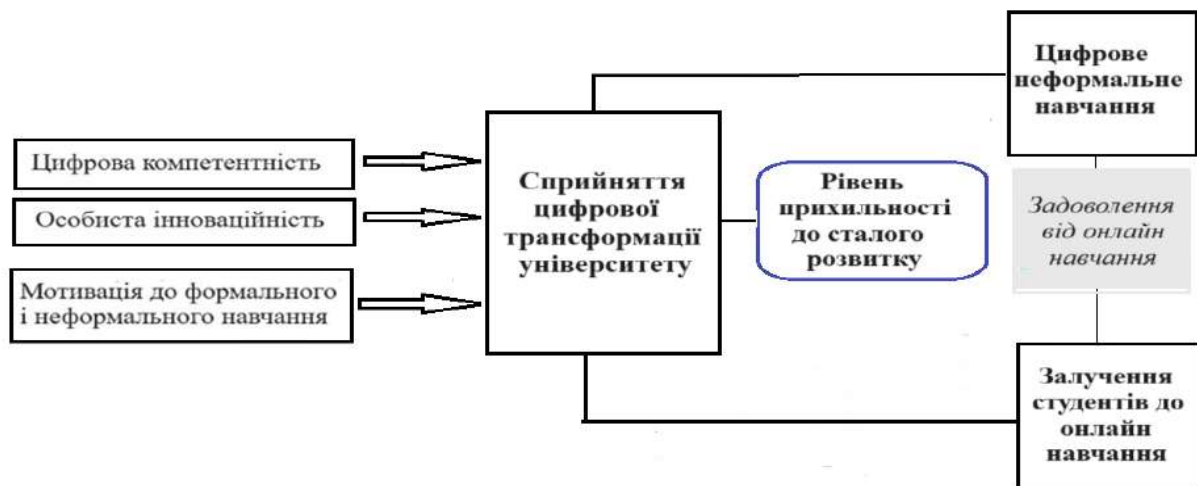 Цифрова компетентність
Особиста інноваційність
Мотивація до формального
і неформального навчання
Сприйняття
цифрової
трансформації
університету
Рівень
прихильності
до сталого
розвитку
Цифрове
неформальне
навчання
Задоволення
від онлайн
навчання
Залучення
студентів до
онлайн
навчання